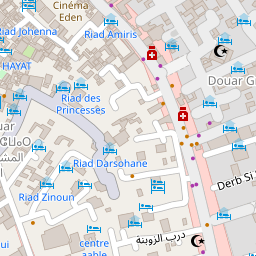 Cinéma
Eden
Riad Johenna
Riad Amiris
HAYAT
Douar G
Riad des
Princesses
Riad Darsohane
Derb Si
Riad Zinoun
درب الزوينة
centre